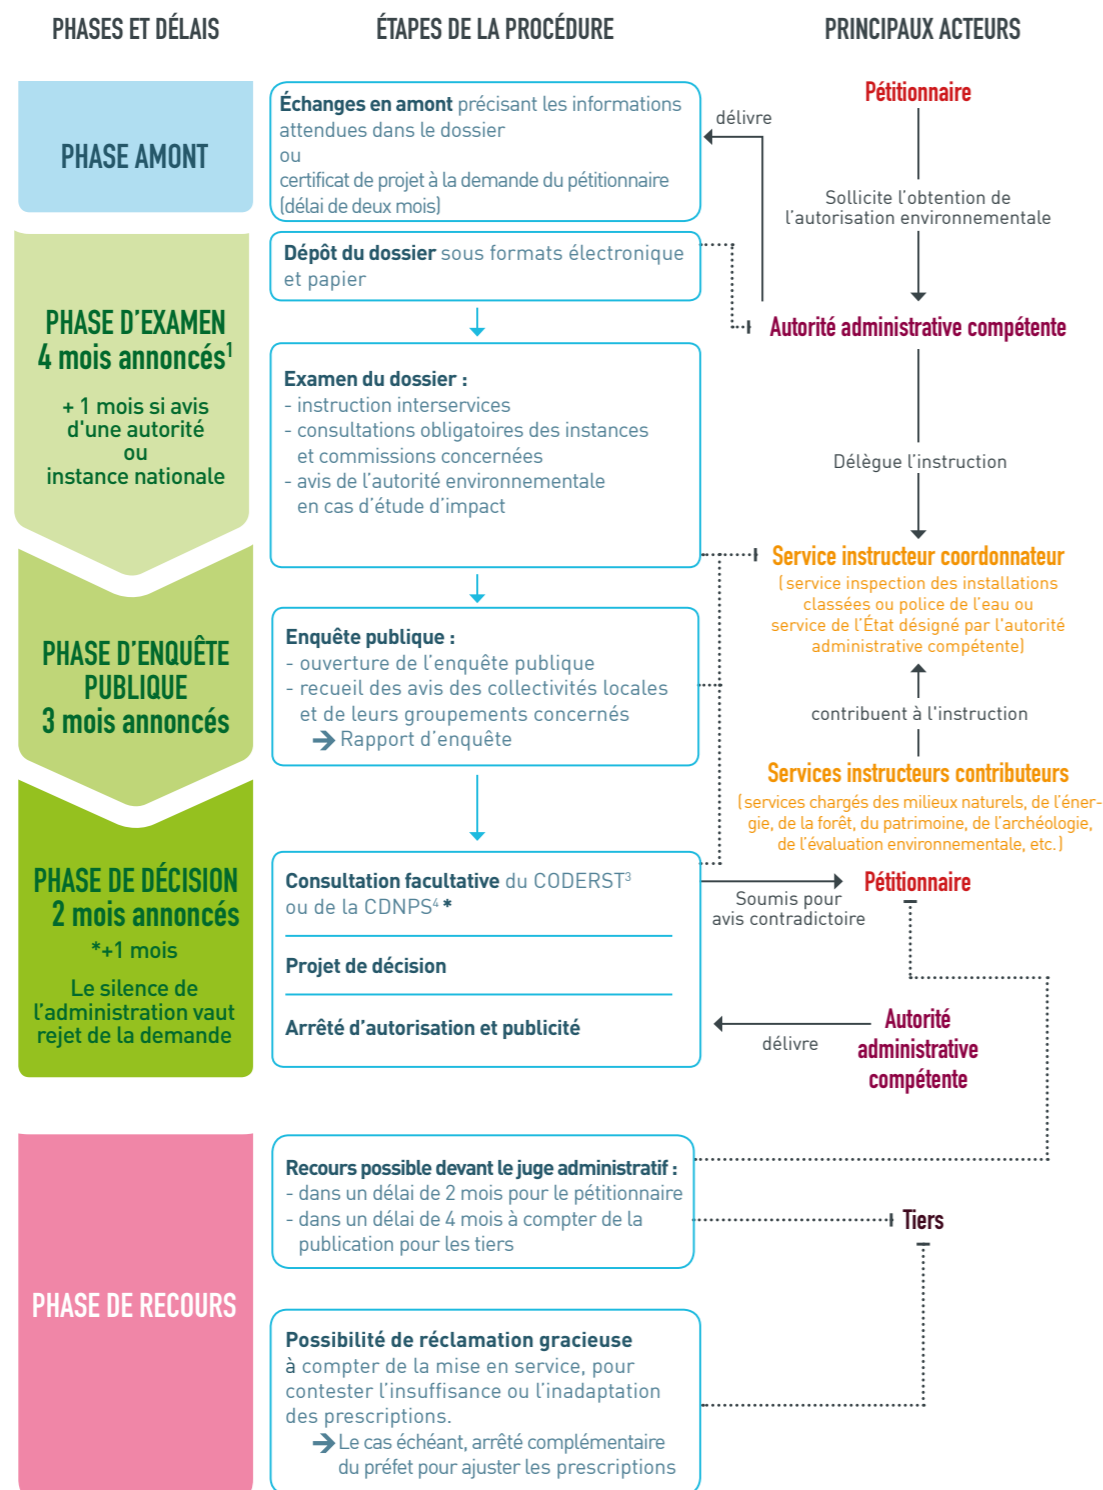 PHASES ET DÉLAIS
ÉTAPES DE LA PROCÉDURE
PRINCIPAUX ACTEURS
PHASE AMONT
Échanges en amont précisant les informations
attendues dans le dossier
ou
certificat de projet à la demande du pétitionnaire
(délai de deux mois)
délivre
Pétitionnaire
Sollicite l'obtention de
l'autorisation environnementale
PHASE D'EXAMEN
4 mois annoncés¹
+ 1 mois si avis
d'une autorité
ou
instance nationale
Dépôt du dossier sous formats électronique
et papier
Autorité administrative compétente
Examen du dossier :
- instruction interservices
- consultations obligatoires des instances
et commissions concernées
- avis de l'autorité environnementale
en cas d'étude d'impact
Délègue l'instruction
Service instructeur coordonnateur
(service inspection des installations
classées ou police de l'eau ou
service de l'État désigné par l'autorité
administrative compétente)
PHASE D'ENQUÊTE
PUBLIQUE
3 mois annoncés
Enquête publique :
- ouverture de l'enquête publique
- recueil des avis des collectivités locales
et de leurs groupements concernés
→ Rapport d'enquête
contribuent à l'instruction
Services instructeurs contributeurs
(services chargés des milieux naturels, de l'éner-
gie, de la forêt, du patrimoine, de l'archéologie,
de l'évaluation environnementale, etc.)
PHASE DE DÉCISION
2 mois annoncés
*+1 mois
Le silence de
l'administration vaut
rejet de la demande
Consultation facultative du CODERST³
ou de la CDNPS⁴ *
Projet de décision
Arrêté d'autorisation et publicité
Soumis pour
avis contradictoire
Pétitionnaire
délivre
Autorité
administrative
compétente
PHASE DE RECOURS
Recours possible devant le juge administratif :
- dans un délai de 2 mois pour le pétitionnaire
- dans un délai de 4 mois à compter de la
publication pour les tiers
Tiers
Possibilité de réclamation gracieuse
à compter de la mise en service, pour
contester l'insuffisance ou l'inadaptation
des prescriptions.
→ Le cas échéant, arrêté complémentaire
du préfet pour ajuster les prescriptions